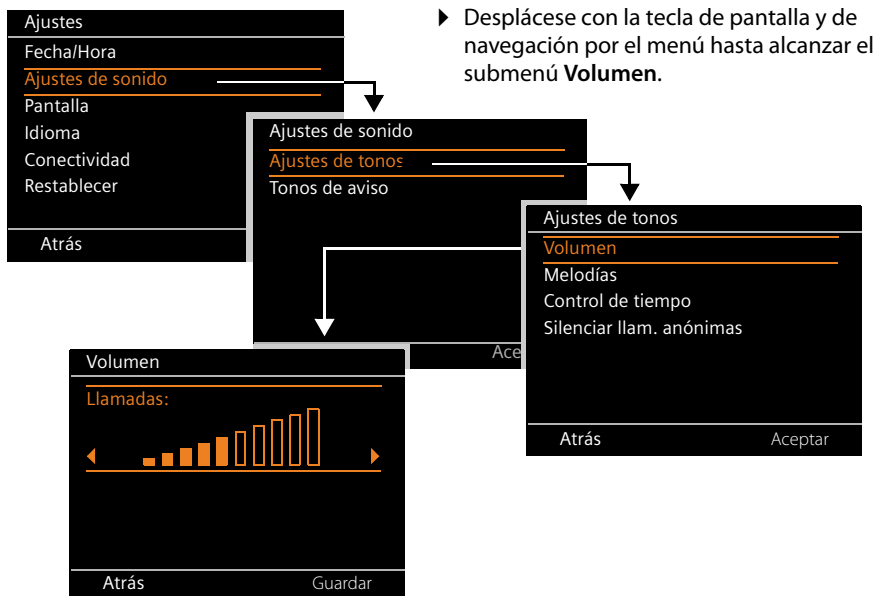 Ajustes
Fecha/Hora
Ajustes de sonido
Pantalla
Idioma
Conectividad
Restablecer
Atrás
Desplácese con la tecla de pantalla y de
navegación por el menú hasta alcanzar el
submenú Volumen.
Ajustes de sonido
Ajustes de tonos
Tonos de aviso
Ace
Ajustes de tonos
Volumen
Melodías
Control de tiempo
Silenciar llam. anónimas
Atrás Aceptar
Volumen
Llamadas:
Atrás Guardar